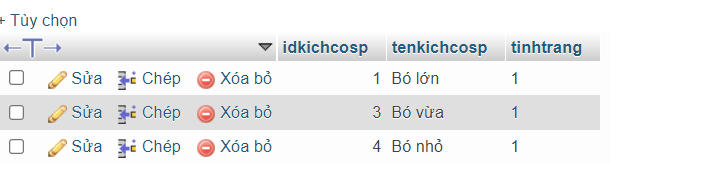 + Tùy chọn
idkichcosp tenkichcosp tinhtrang
Sửa Chép Xóa bỏ 1 Bó lớn 1
Sửa Chép Xóa bỏ 3 Bó vừa 1
Sửa Chép Xóa bỏ 4 Bó nhỏ 1